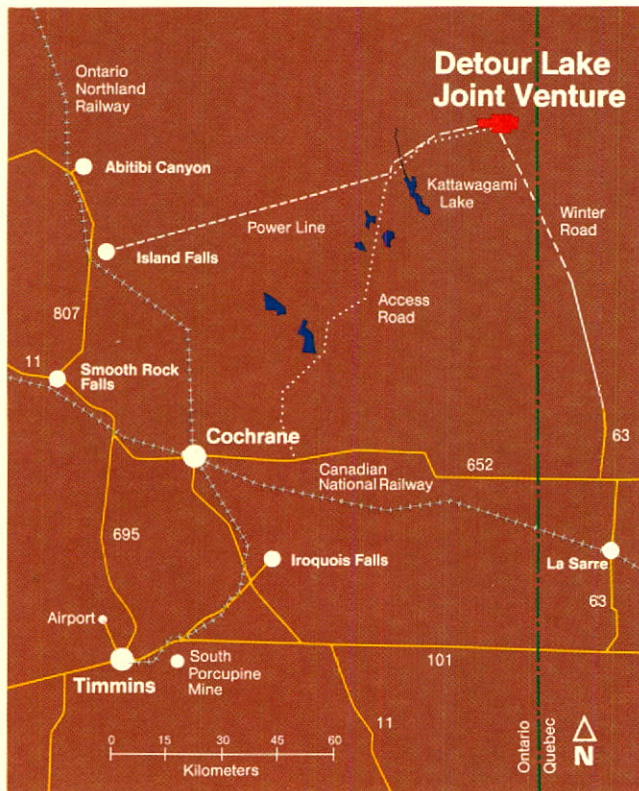 Detour Lake
Joint Venture
Ontario
Northland
Railway
Abitibi Canyon
Kattawagami
Lake
Power Line
Winter
Road
Island Falls
Access
Road
807
11
Smooth Rock
Falls
Cochrane
63
652
Canadian
National Railway
695
Iroquois Falls
La Sarre
63
Airport
Timmins
South
Porcupine
Mine
101
11
Ontario
Quebec
N
0 15 30 45 60
Kilometers